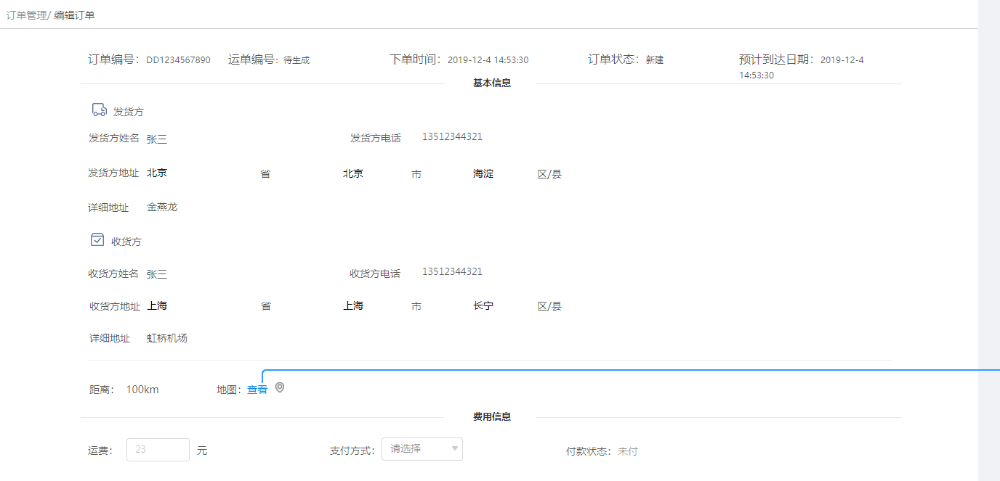 订单管理/ 编辑订单
订单编号：DD1234567890 运单编号：待生成 下单时间：2019-12-4 14:53:30 订单状态：新建 预计到达日期：2019-12-4
14:53:30
基本信息
发货方
发货方姓名 张三 发货方电话 13512344321
发货方地址 北京 省 北京 市 海淀 区/县
详细地址 金燕龙
收货方
收货方姓名 张三 收货方电话 13512344321
收货方地址 上海 省 上海 市 长宁 区/县
详细地址 虹桥机场
距离： 100km 地图：查看
费用信息
运费： 23 元 支付方式： 请选择 付款状态： 未付